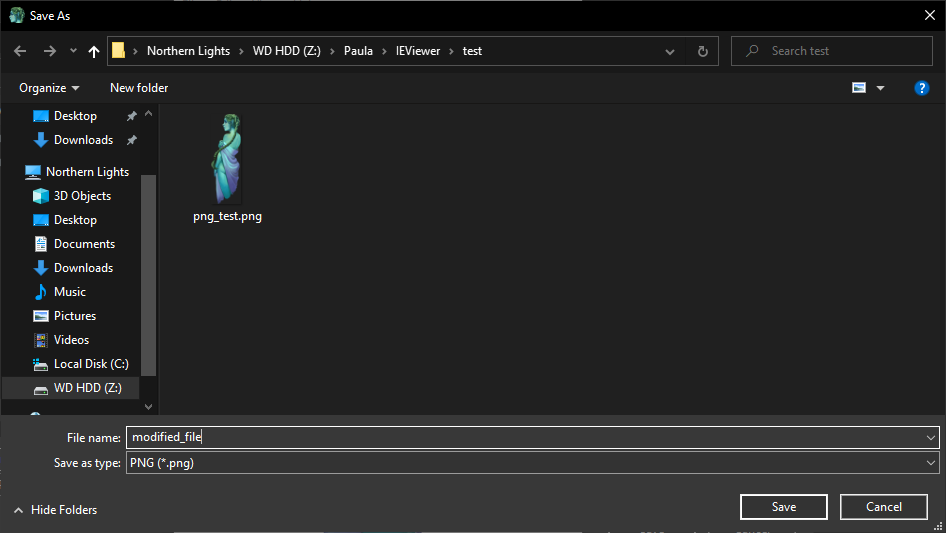 Save As
Northern Lights > WD HDD (Z:) > Paula > IEViewer > test
Search test
Organize
New folder
?
Desktop
Downloads
Northern Lights
3D Objects
Desktop
Documents
Downloads
Music
Pictures
Videos
Local Disk (C:)
WD HDD (Z:)
png_test.png
File name: modified_file
Save as type: PNG (*.png)
Hide Folders
Save
Cancel